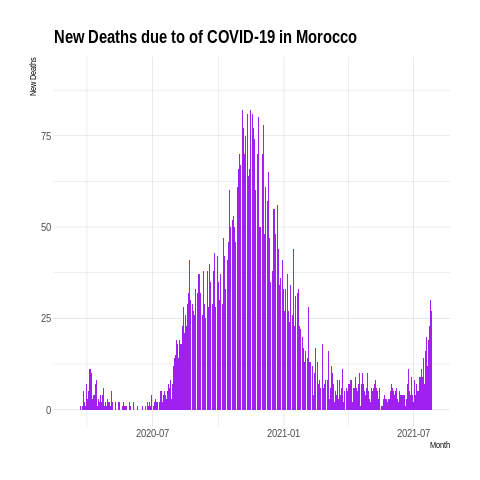 New Deaths due to of COVID-19 in Morocco
New Deaths
75
50
25
0
2020-07
2021-01
2021-07
Month